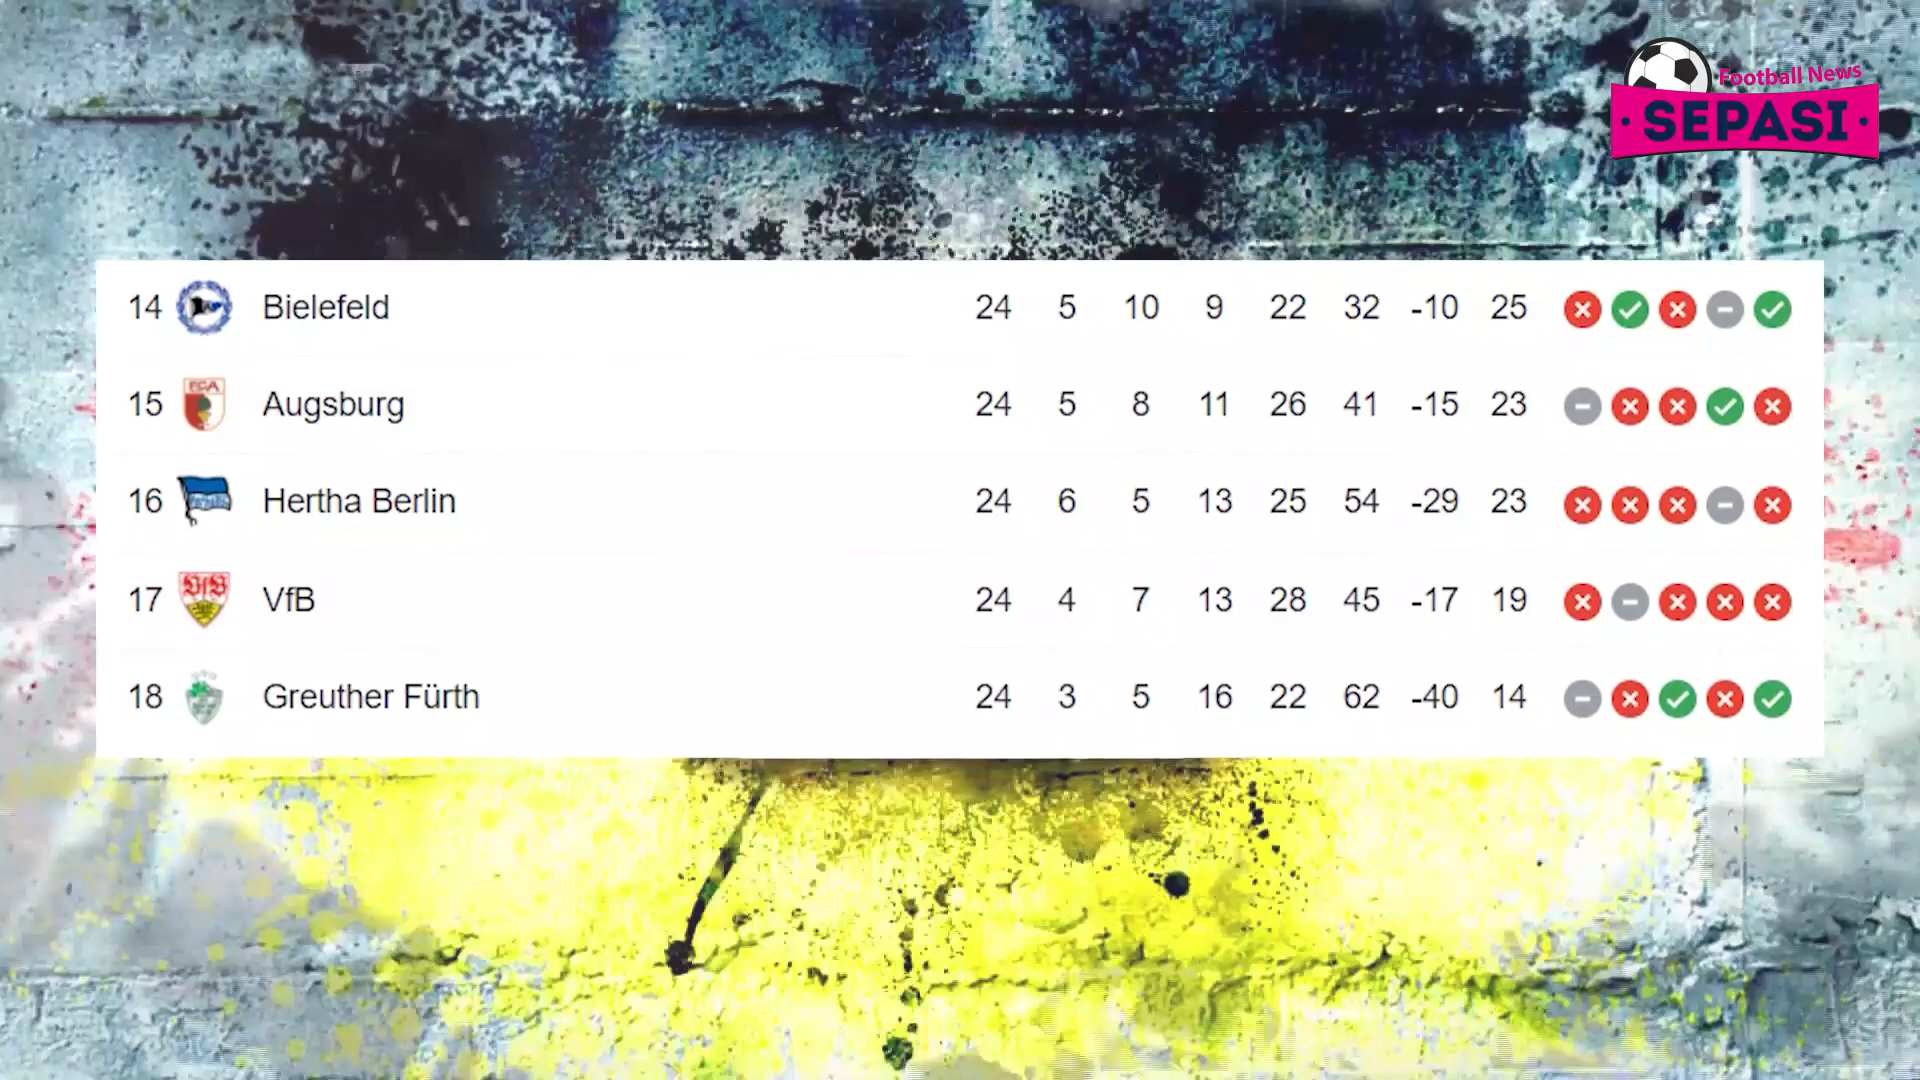 Football News
SEPASI
14 Bielefeld 24 5 10 9 22 32 -10 25
FCA
15 Augsburg 24 5 8 11 26 41 -15 23
16 Hertha Berlin 24 6 5 13 25 54 -29 23
VfB
17 VfB 24 4 7 13 28 45 -17 19
18 Greuther Fürth 24 3 5 16 22 62 -40 14